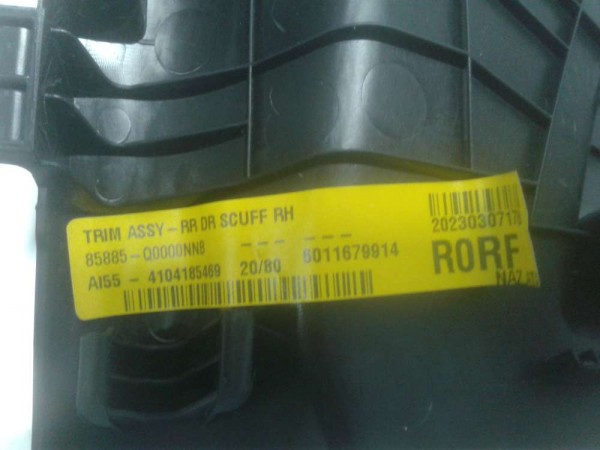 TRIM ASSY-RR DR SCUFF RH
85885-Q0000NN8 --- ---
AI55 - 4104185469 20/80 6011679914
20230307
RORF